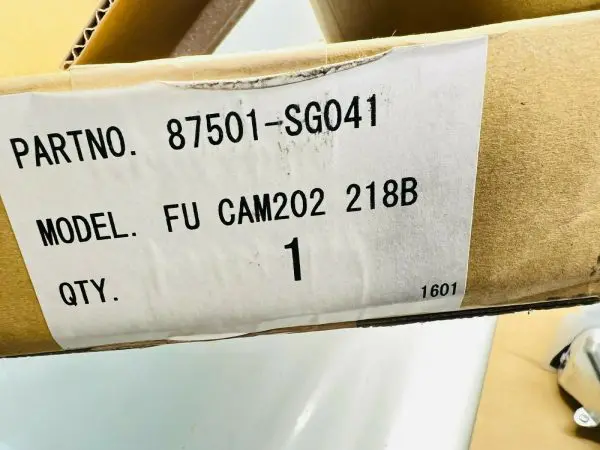 PARTNO. 87501-SG041
MODEL. FU CAM202 218B
QTY. 1
1601